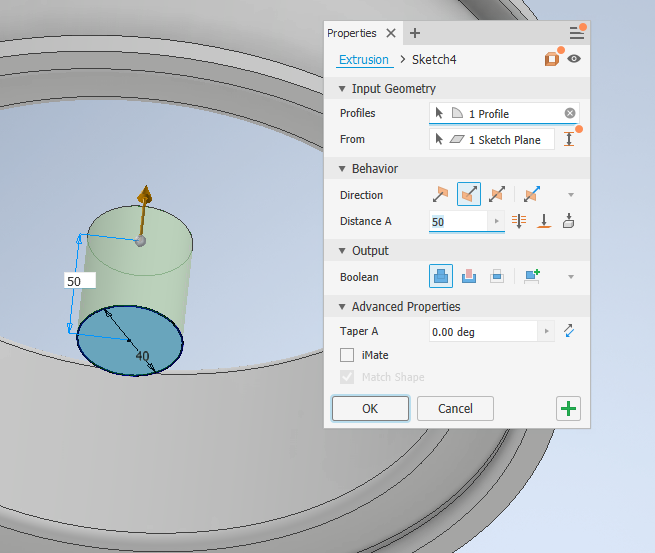 Properties
Extrusion > Sketch4
Input Geometry
Profiles 1 Profile
From 1 Sketch Plane
Behavior
Direction
Distance A 50
Output
Boolean
Advanced Properties
Taper A 0.00 deg
iMate
Match Shape
OK Cancel
50
40